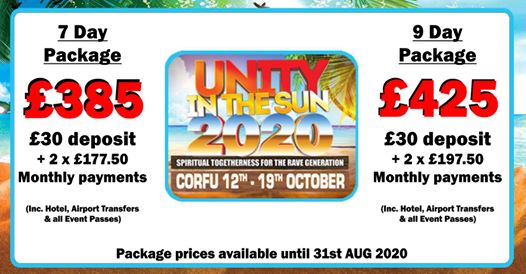 7 Day
Package
£385
£30 deposit
+ 2 x £177.50
Monthly payments
(Inc. Hotel, Airport Transfers
& all Event Passes)
UNITY
IN THE SUN
2020
SPIRITUAL TOGETHERNESS FOR THE RAVE GENERATION
CORFU 12TH - 19TH OCTOBER
9 Day
Package
£425
£30 deposit
+ 2 x £197.50
Monthly payments
(Inc. Hotel, Airport Transfers
& all Event Passes)
Package prices available until 31st AUG 2020